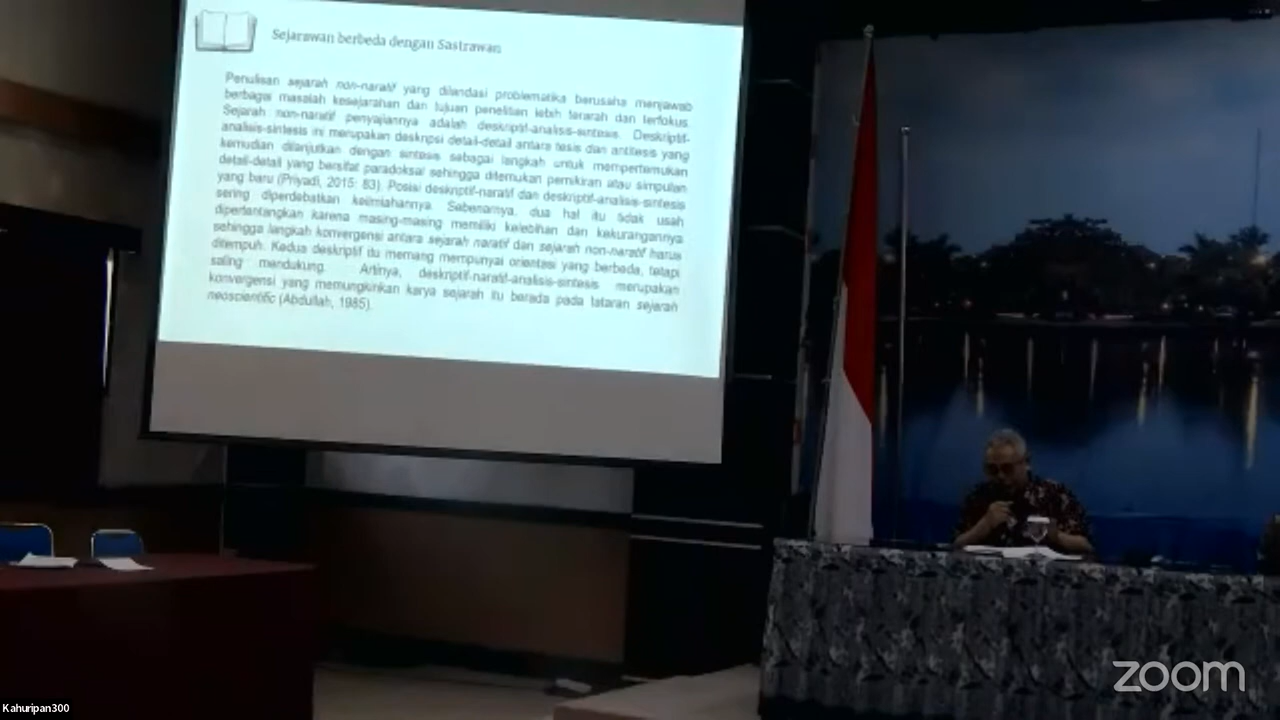 Sejarawan berbeda dengan Sastrawan
Penulisan sejarah non-naratif yang dilandasi problematika berusaha menjawab
berbagai masalah kesejarahan dan tujuan penelitian lebih terarah dan terfokus.
Sejarah non-naratif penyajiannya adalah deskriptif-analisis-sintesis. Deskriptif-
analisis-sintesis ini merupakan deskripsi detail-detail antara tesis dan antitesis yang
kemudian dilanjutkan dengan sintesis sebagai langkah untuk mempertemukan
detail-detail yang bersifat paradoksal sehingga ditemukan pemikiran atau simpulan
yang baru (Priyadi, 2015: 83). Posisi deskriptif-naratif dan deskriptif-analisis-sintesis
sering diperdebatkan keilmiahannya. Sebenarnya, dua hal itu tidak usah
dipertentangkan karena masing-masing memiliki kelebihan dan kekurangannya
sehingga langkah konvergensi antara sejarah naratif dan sejarah non-naratif harus
ditempuh. Kedua deskriptif itu memang mempunyai orientasi yang berbeda, tetapi
saling mendukung. Artinya, deskriptif-naratif-analisis-sintesis merupakan
konvergensi yang memungkinkan karya sejarah itu berada pada tataran sejarah
neoscientific (Abdullah, 1985).
zoom
Kahuripan300